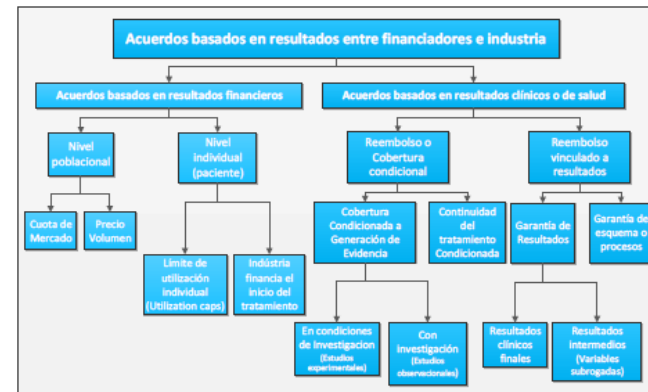 Acuerdos basados en resultados entre financiadores e industria
Acuerdos basados en resultados financieros
Acuerdos basados en resultados clínicos o de salud
Nivel
poblacional
Nivel
individual
(paciente)
Reembolso o
Cobertura
condicional
Reembolso
vinculado a
resultados
Cuota de
Mercado
Precio
Volumen
Límite de
utilización
individual
(Utilization caps)
Indústria
financia el
inicio del
tratamiento
Cobertura
Condicionada a
Generación de
Evidencia
Continuidad
del
tratamiento
Condicionada
Garantía de
Resultados
Garantía de
esquema o
procesos
En condiciones
de Investigacion
(Estudios
experimentales)
Con
investigación
(Estudios
observacionales)
Resultados
clínicos
finales
Resultados
intermedios
(Variables
subrogadas)